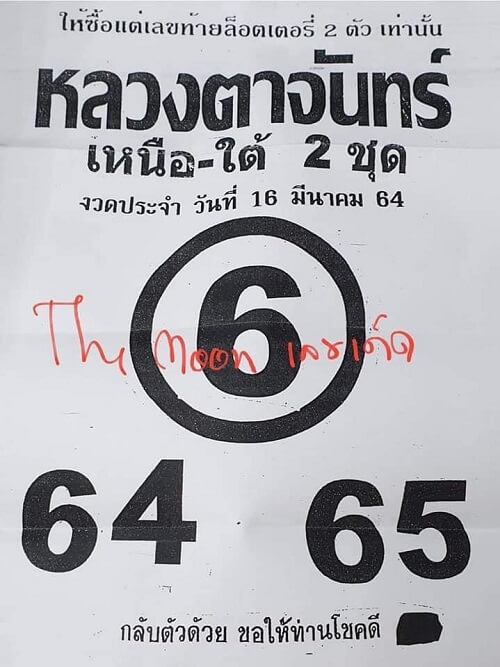 ให้ซื้อแต่เลขท้ายล็อตเตอรี่ 2 ตัว เท่านั้น
หลวงตาจันทร์
เหนือ-ใต้ 2 ชุด
งวดประจำ วันที่ 16 มีนาคม 64
6
The Moon เลขเด็ด
64 65
กลับตัวด้วย ขอให้ท่านโชคดี